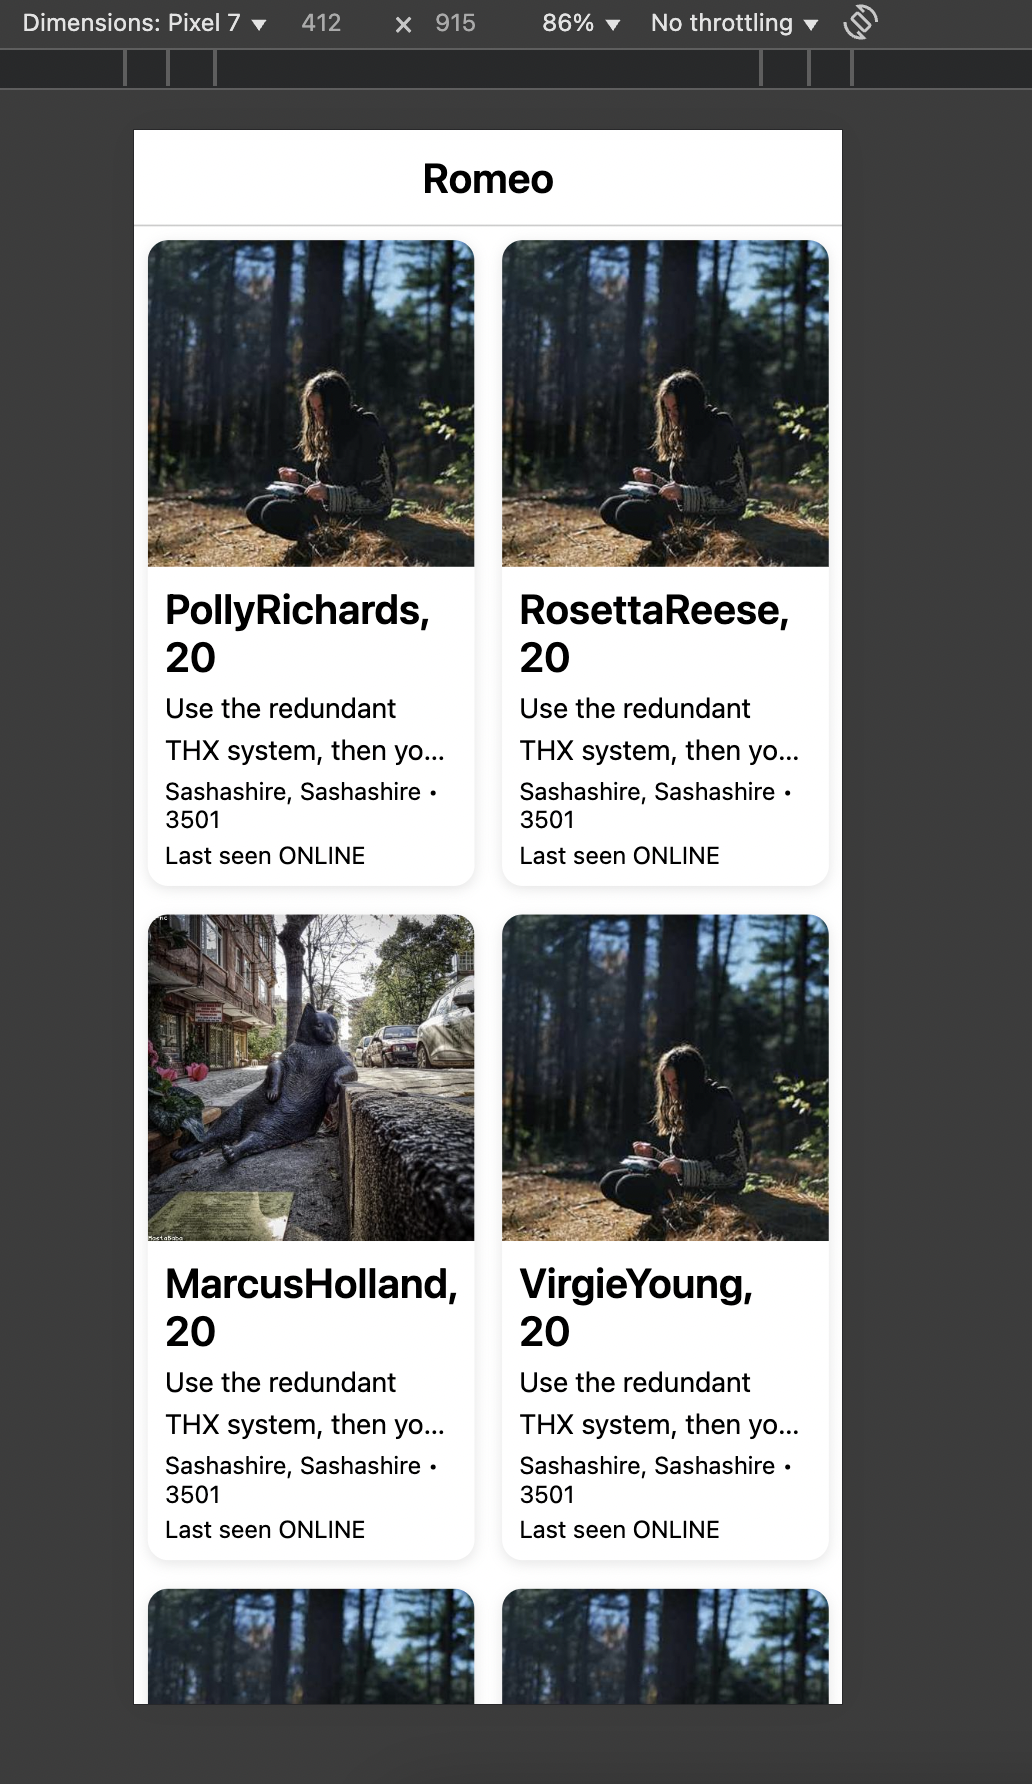 Dimensions: Pixel 7 ▼ 412 × 915 86% ▼ No throttling ▼
Romeo
PollyRichards,
20
Use the redundant
THX system, then yo...
Sashashire, Sashashire •
3501
Last seen ONLINE
RosettaReese,
20
Use the redundant
THX system, then yo...
Sashashire, Sashashire •
3501
Last seen ONLINE
MarcusHolland,
20
Use the redundant
THX system, then yo...
Sashashire, Sashashire •
3501
Last seen ONLINE
VirgieYoung,
20
Use the redundant
THX system, then yo...
Sashashire, Sashashire •
3501
Last seen ONLINE